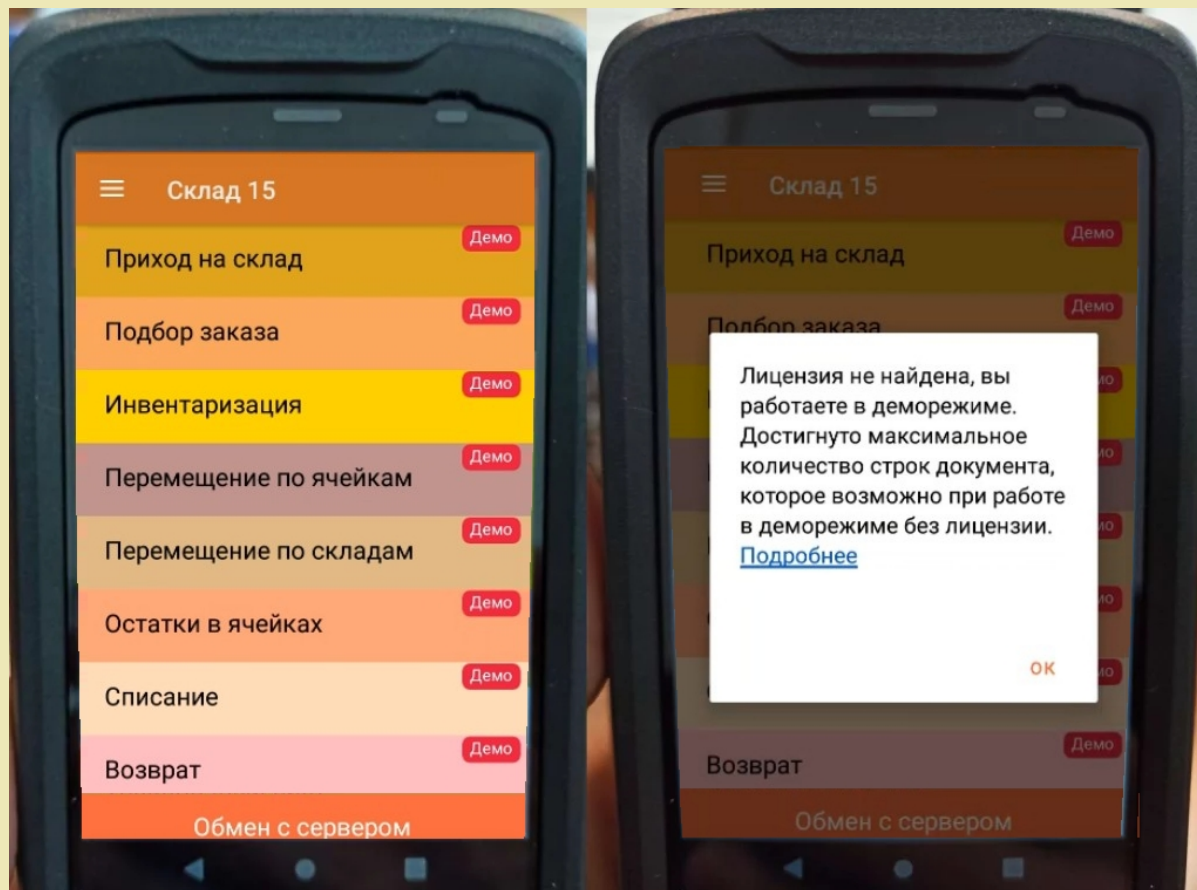 Склад 15
Демо
Приход на склад
Демо
Подбор заказа
Демо
Инвентаризация
Демо
Перемещение по ячейкам
Демо
Перемещение по складам
Демо
Остатки в ячейках
Демо
Списание
Демо
Возврат
Обмен с сервером
Склад 15
Демо
Приход на склад
Демо
Подбор заказа
Лицензия не найдена, вы
работаете в деморежиме.
Достигнуто максимальное
количество строк документа,
которое возможно при работе
в деморежиме без лицензии.
Подробнее
ОК
Демо
Возврат
Обмен с сервером